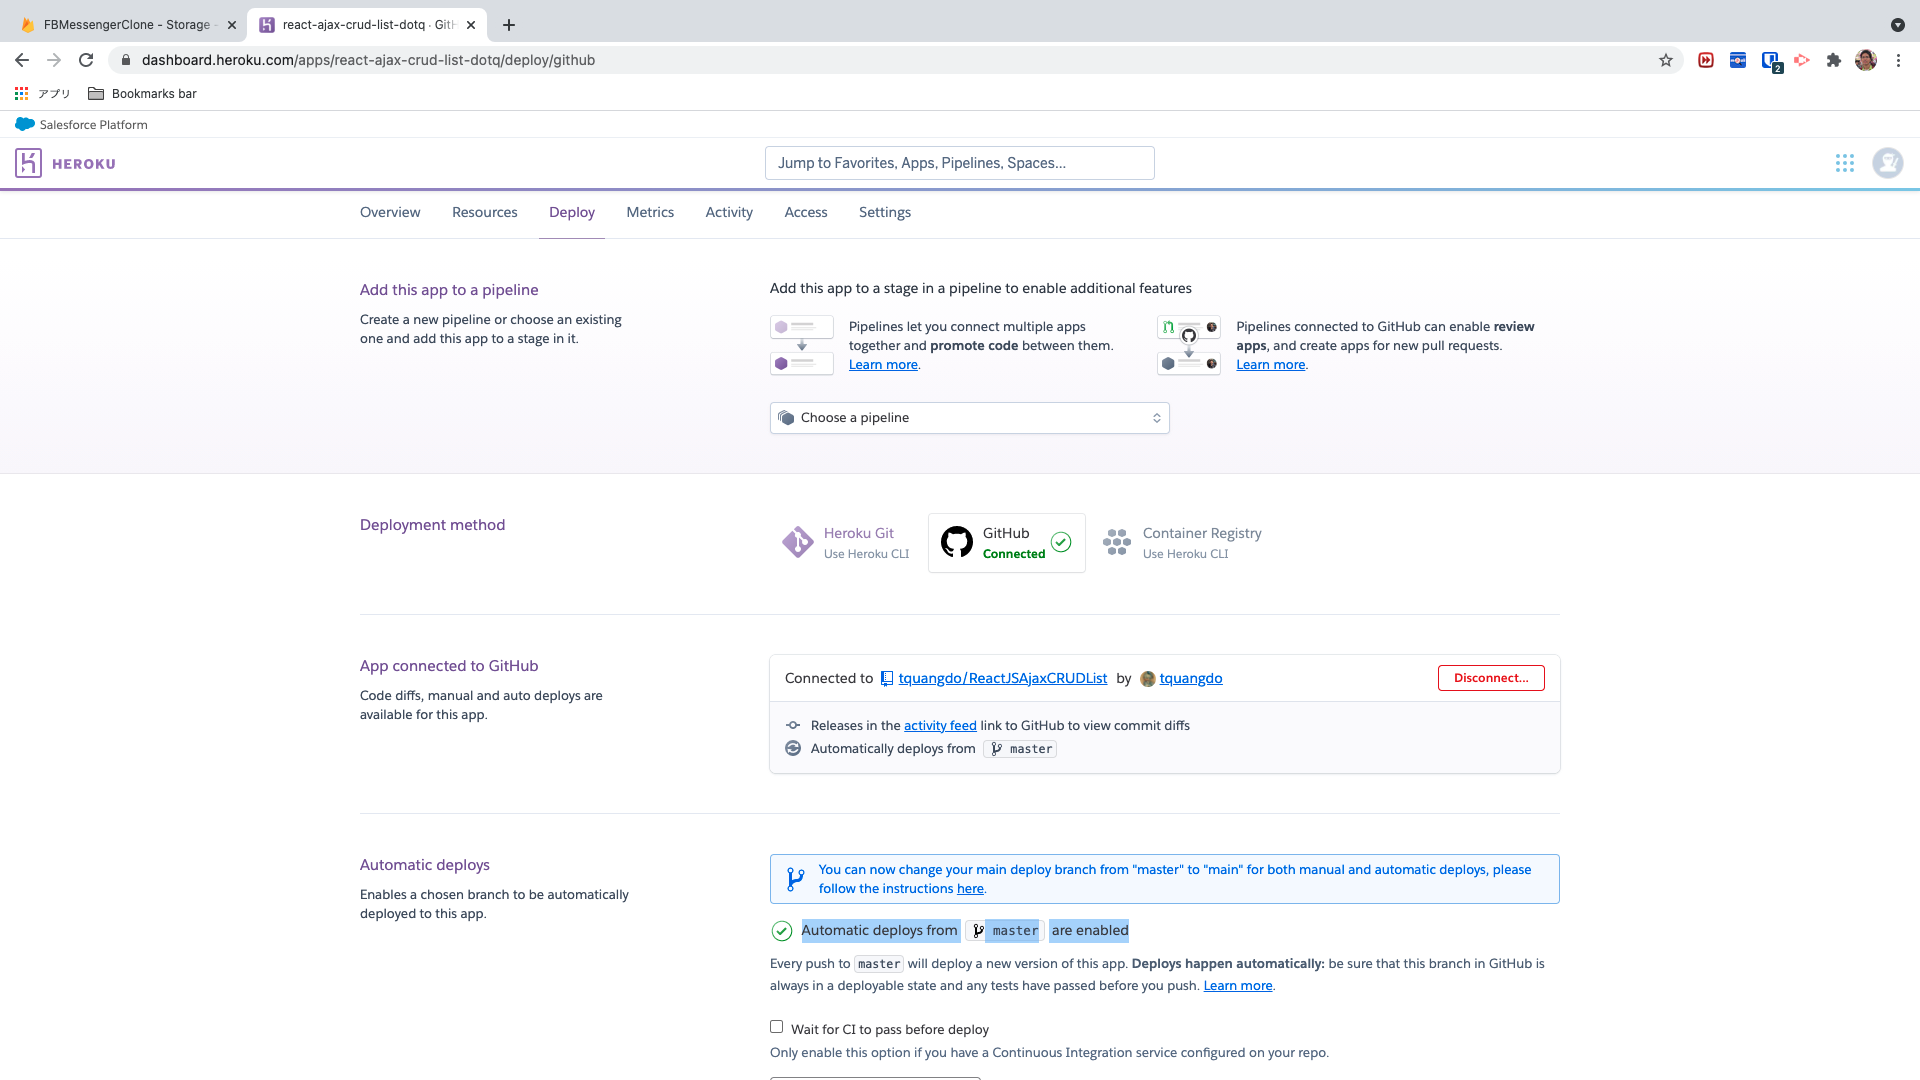 FBMessengerClone - Storage -
react-ajax-crud-list-dotq · GitH
dashboard.heroku.com/apps/react-ajax-crud-list-dotq/deploy/github
2
アプリ
Bookmarks bar
Salesforce Platform
HEROKU
Jump to Favorites, Apps, Pipelines, Spaces...
Overview
Resources
Deploy
Metrics
Activity
Access
Settings
Add this app to a pipeline
Create a new pipeline or choose an existing
one and add this app to a stage in it.
Add this app to a stage in a pipeline to enable additional features
Pipelines let you connect multiple apps
together and promote code between them.
Learn more.
Pipelines connected to GitHub can enable review
apps, and create apps for new pull requests.
Learn more.
Choose a pipeline
Deployment method
Heroku Git
Use Heroku CLI
GitHub
Connected
Container Registry
Use Heroku CLI
App connected to GitHub
Code diffs, manual and auto deploys are
available for this app.
Connected to tquangdo/ReactJSAjaxCRUDList by tquangdo
Disconnect...
Releases in the activity feed link to GitHub to view commit diffs
Automatically deploys from master
Automatic deploys
Enables a chosen branch to be automatically
deployed to this app.
You can now change your main deploy branch from "master" to "main" for both manual and automatic deploys, please
follow the instructions here.
Automatic deploys from master are enabled
Every push to master will deploy a new version of this app. Deploys happen automatically: be sure that this branch in GitHub is
always in a deployable state and any tests have passed before you push. Learn more.
Wait for CI to pass before deploy
Only enable this option if you have a Continuous Integration service configured on your repo.